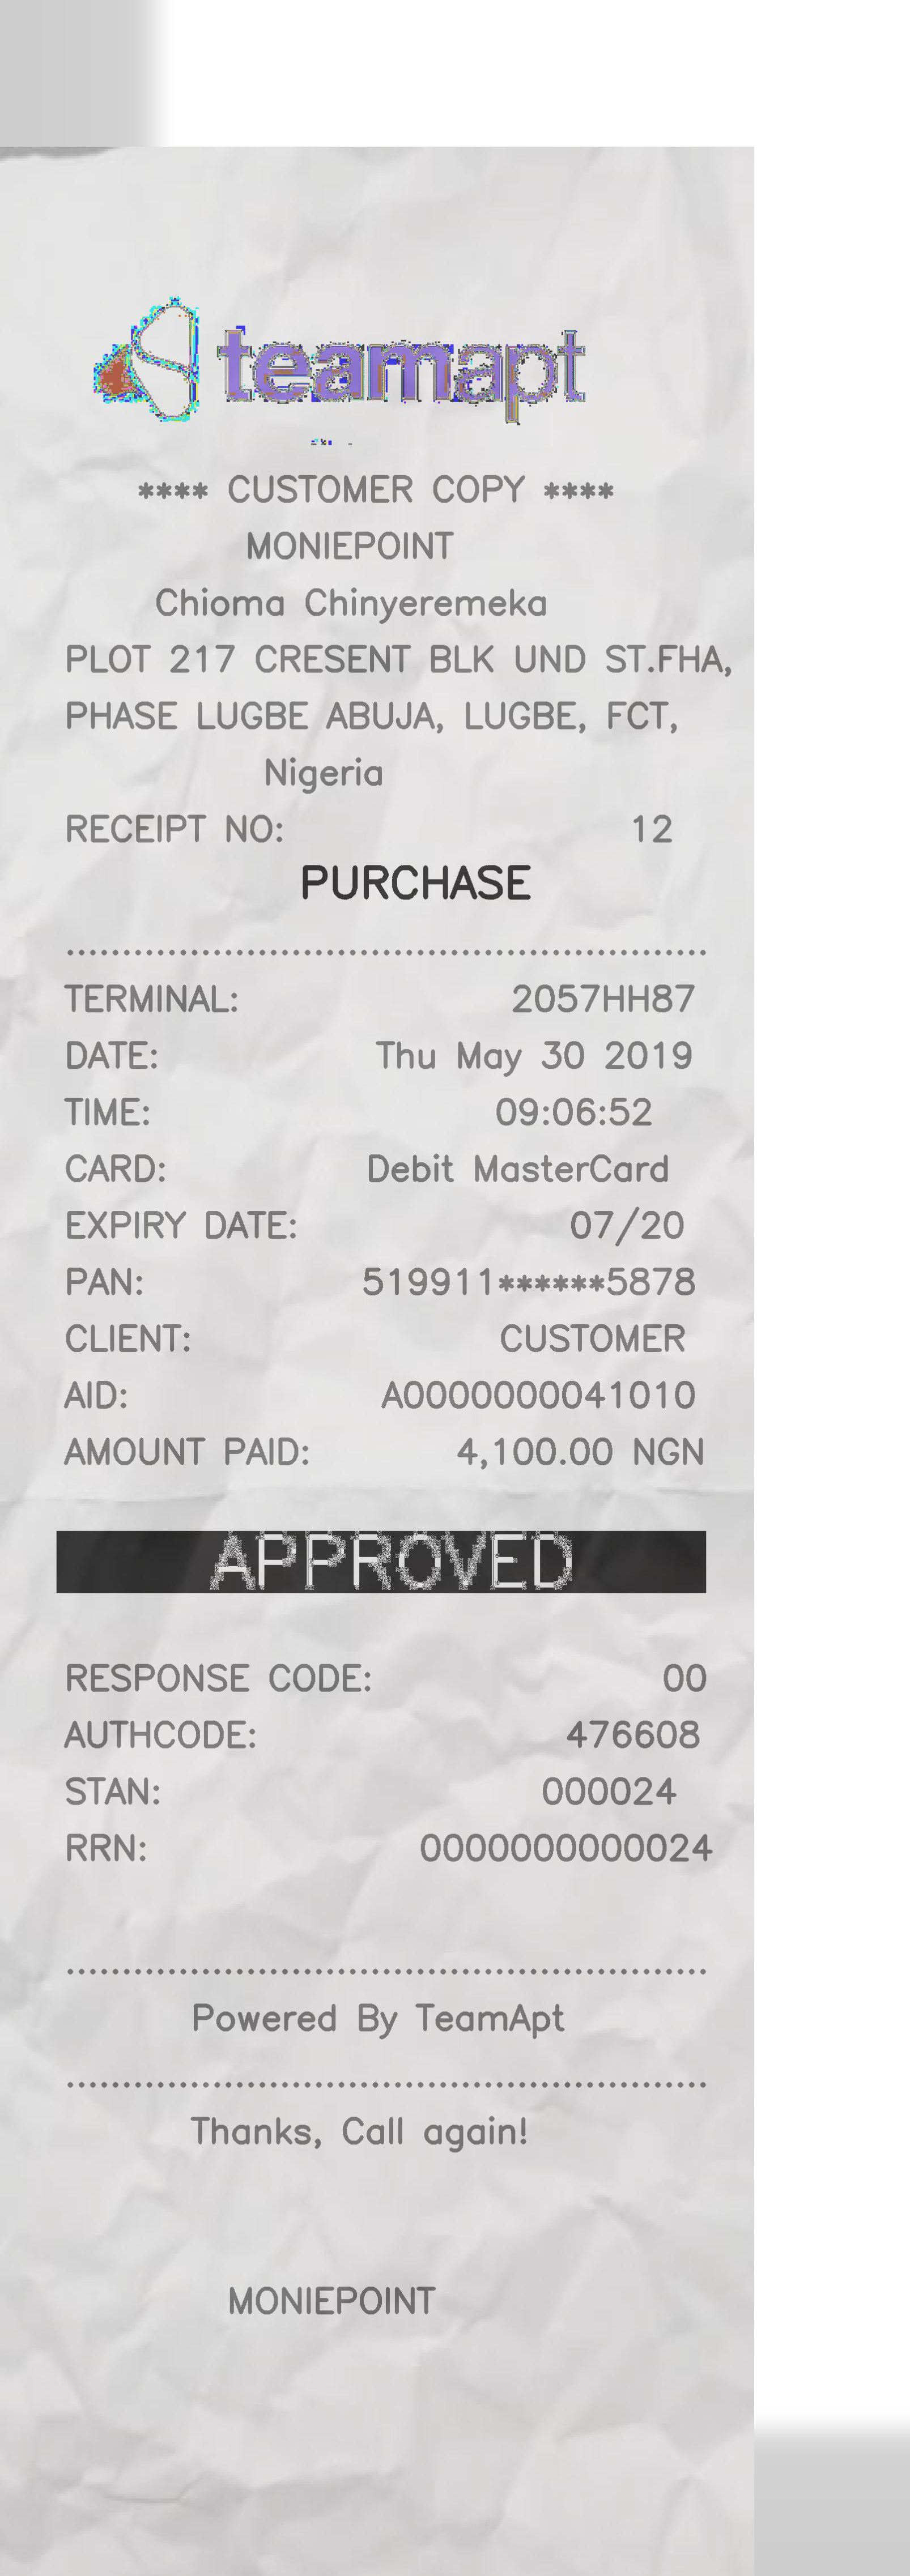 teamapt
**** CUSTOMER COPY ****
MONIEPOINT
Chioma Chinyeremeka
PLOT 217 CRESENT BLK UND ST.FHA,
PHASE LUGBE ABUJA, LUGBE, FCT,
Nigeria
RECEIPT NO: 12
PURCHASE
TERMINAL: 2057HH87
DATE: Thu May 30 2019
TIME: 09:06:52
CARD: Debit MasterCard
EXPIRY DATE: 07/20
PAN: 519911******5878
CLIENT: CUSTOMER
AID: A0000000041010
AMOUNT PAID: 4,100.00 NGN
APPROVED
RESPONSE CODE: 00
AUTHCODE: 476608
STAN: 000024
RRN: 0000000000024
Powered By TeamApt
Thanks, Call again!
MONIEPOINT